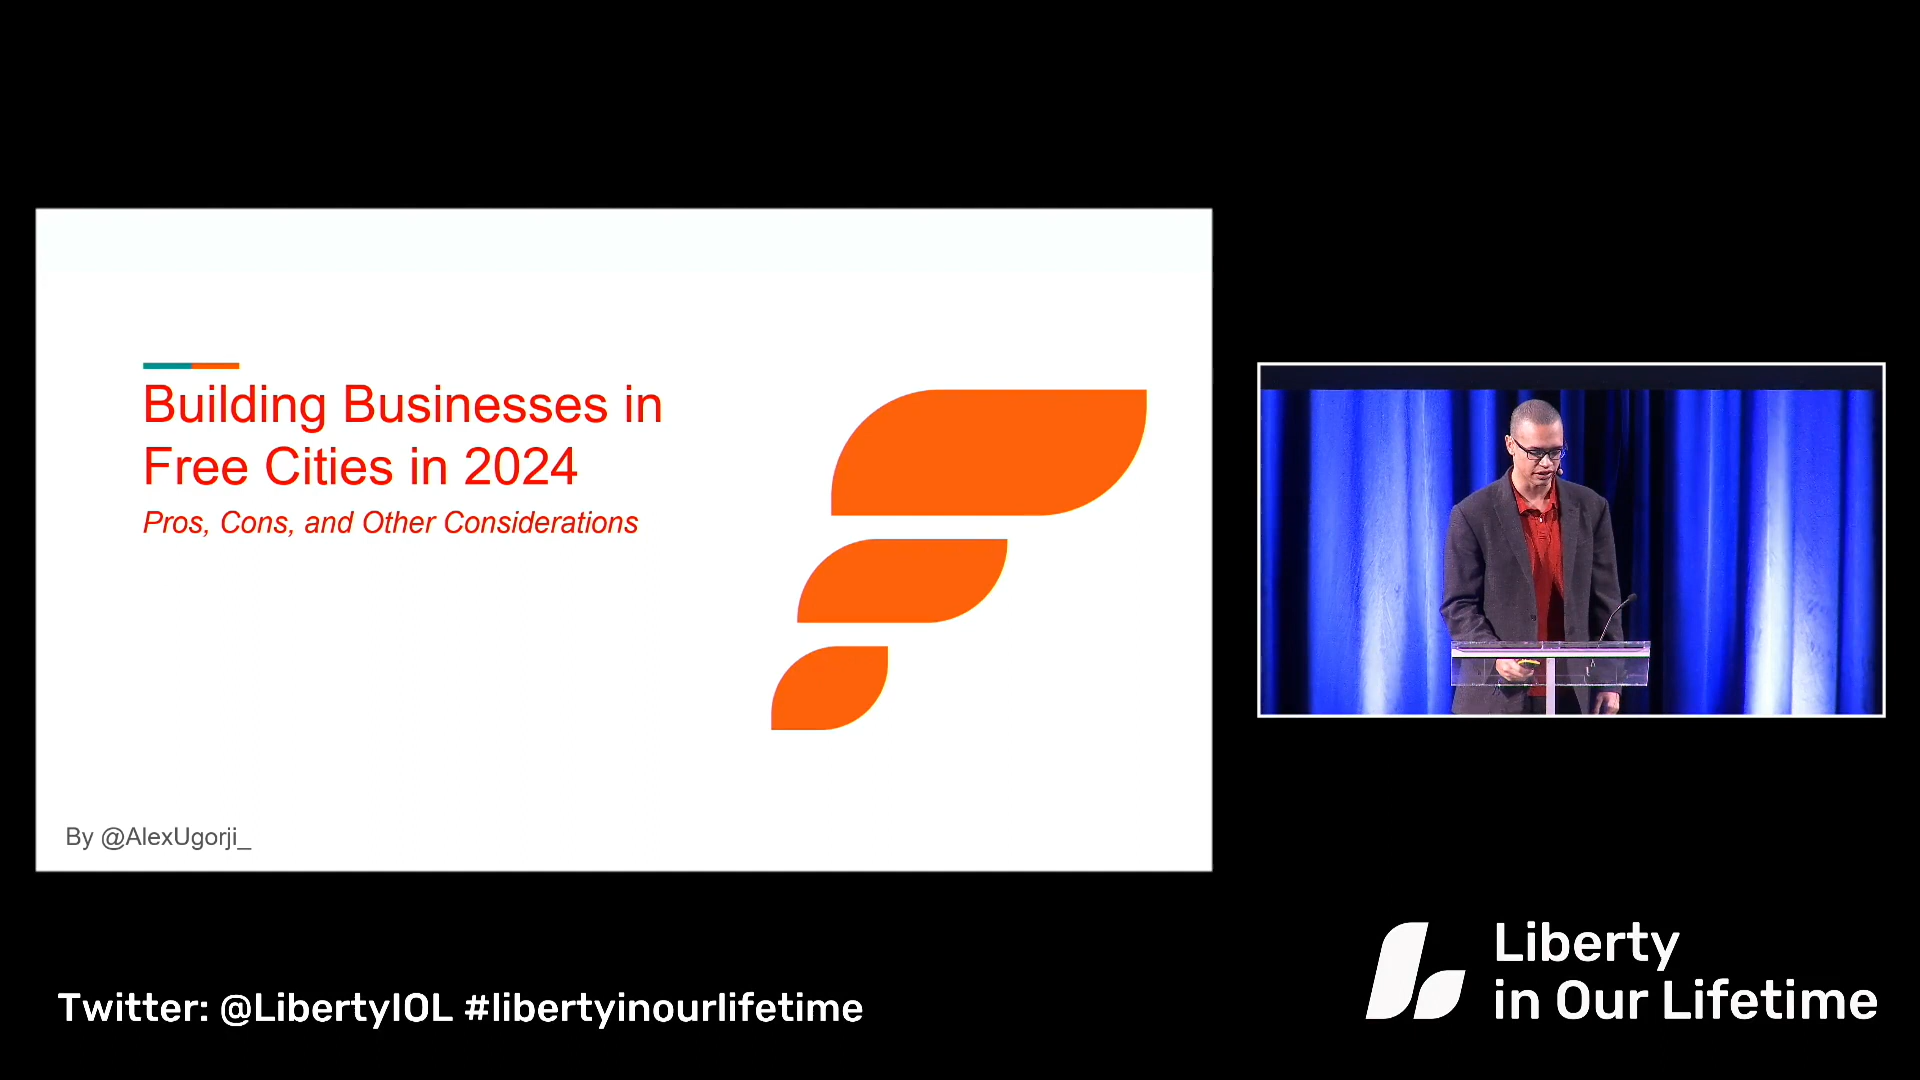 Building Businesses in
Free Cities in 2024
Pros, Cons, and Other Considerations
By @AlexUgorji_
Twitter: @LibertyIOL #libertyinourlifetime
Liberty
in Our Lifetime